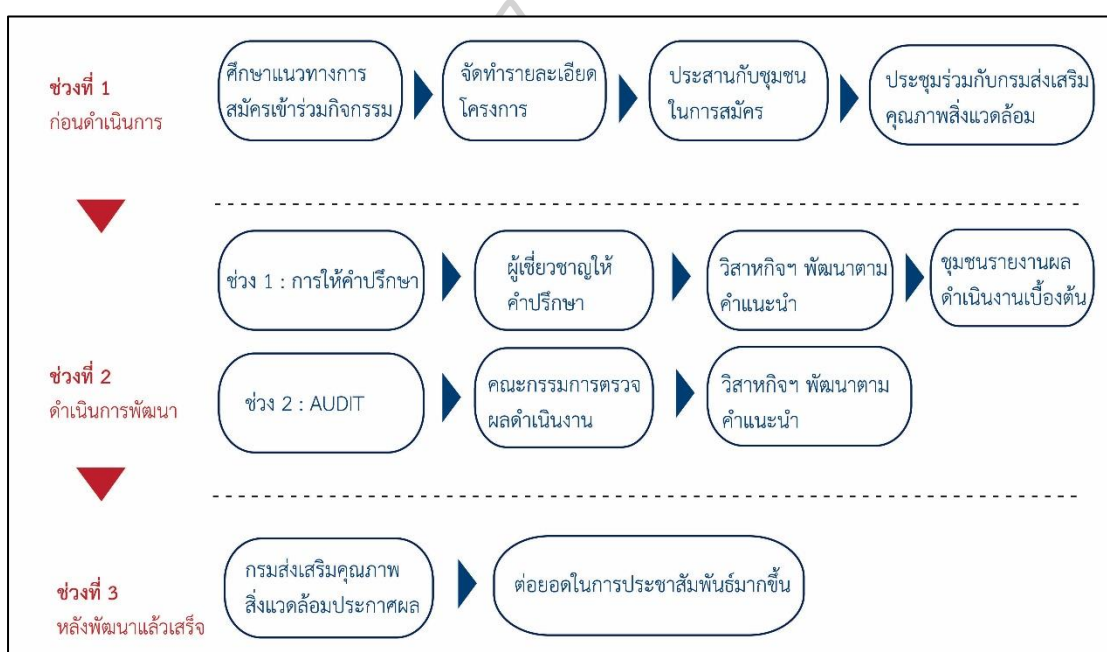 ช่วงที่ 1
ก่อนดำเนินการ
ศึกษาแนวทางการ
สมัครเข้าร่วมกิจกรรม
จัดทำรายละเอียด
โครงการ
ประสานกับชุมชน
ในการสมัคร
ประชุมร่วมกับกรมส่งเสริม
คุณภาพสิ่งแวดล้อม
ช่วงที่ 2
ดำเนินการพัฒนา
ช่วง 1 : การให้คำปรึกษา
ผู้เชี่ยวชาญให้
คำปรึกษา
วิสาหกิจฯ พัฒนาตาม
คำแนะนำ
ชุมชนรายงานผล
ดำเนินงานเบื้องต้น
ช่วง 2 : AUDIT
คณะกรรมการตรวจ
ผลดำเนินงาน
วิสาหกิจฯ พัฒนาตาม
คำแนะนำ
ช่วงที่ 3
หลังพัฒนาแล้วเสร็จ
กรมส่งเสริมคุณภาพ
สิ่งแวดล้อมประกาศผล
ต่อยอดในการประชาสัมพันธ์มากขึ้น